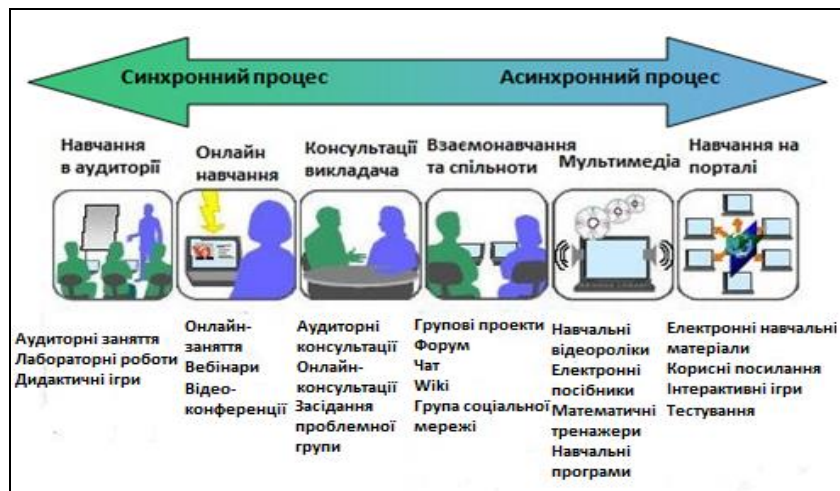 Синхронний процес
Асинхронний процес
Навчання
в аудиторії
Онлайн
навчання
Консультації
викладача
Взаємонавчання
та спільноти
Мультимедіа
Навчання на
порталі
Аудиторні заняття
Лабораторні роботи
Дидактичні ігри
Онлайн-
заняття
Вебінари
Відео-
конференції
Аудиторні
консультації
Онлайн-
консультації
Засідання
проблемної
групи
Групові проекти
Форум
Чат
Wiki
Група соціальної
мережі
Навчальні
відеоролики
Електронні
посібники
Математичні
тренажери
Навчальні
програми
Електронні навчальні
матеріали
Корисні посилання
Інтерактивні ігри
Тестування